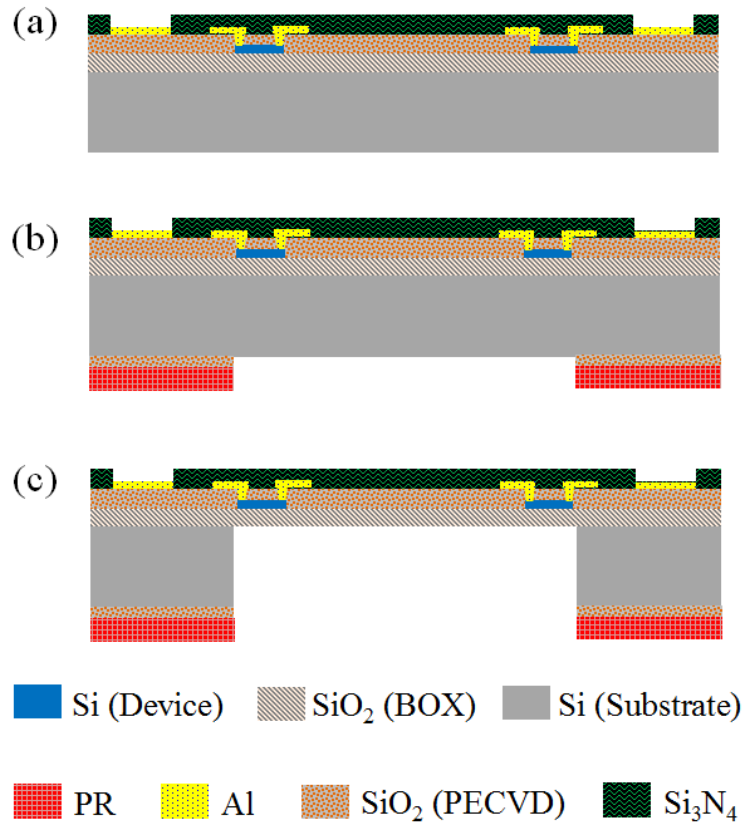 (a)
(b)
(c)
Si (Device) SiO₂ (BOX) Si (Substrate)
PR Al SiO₂ (PECVD) Si₃N₄